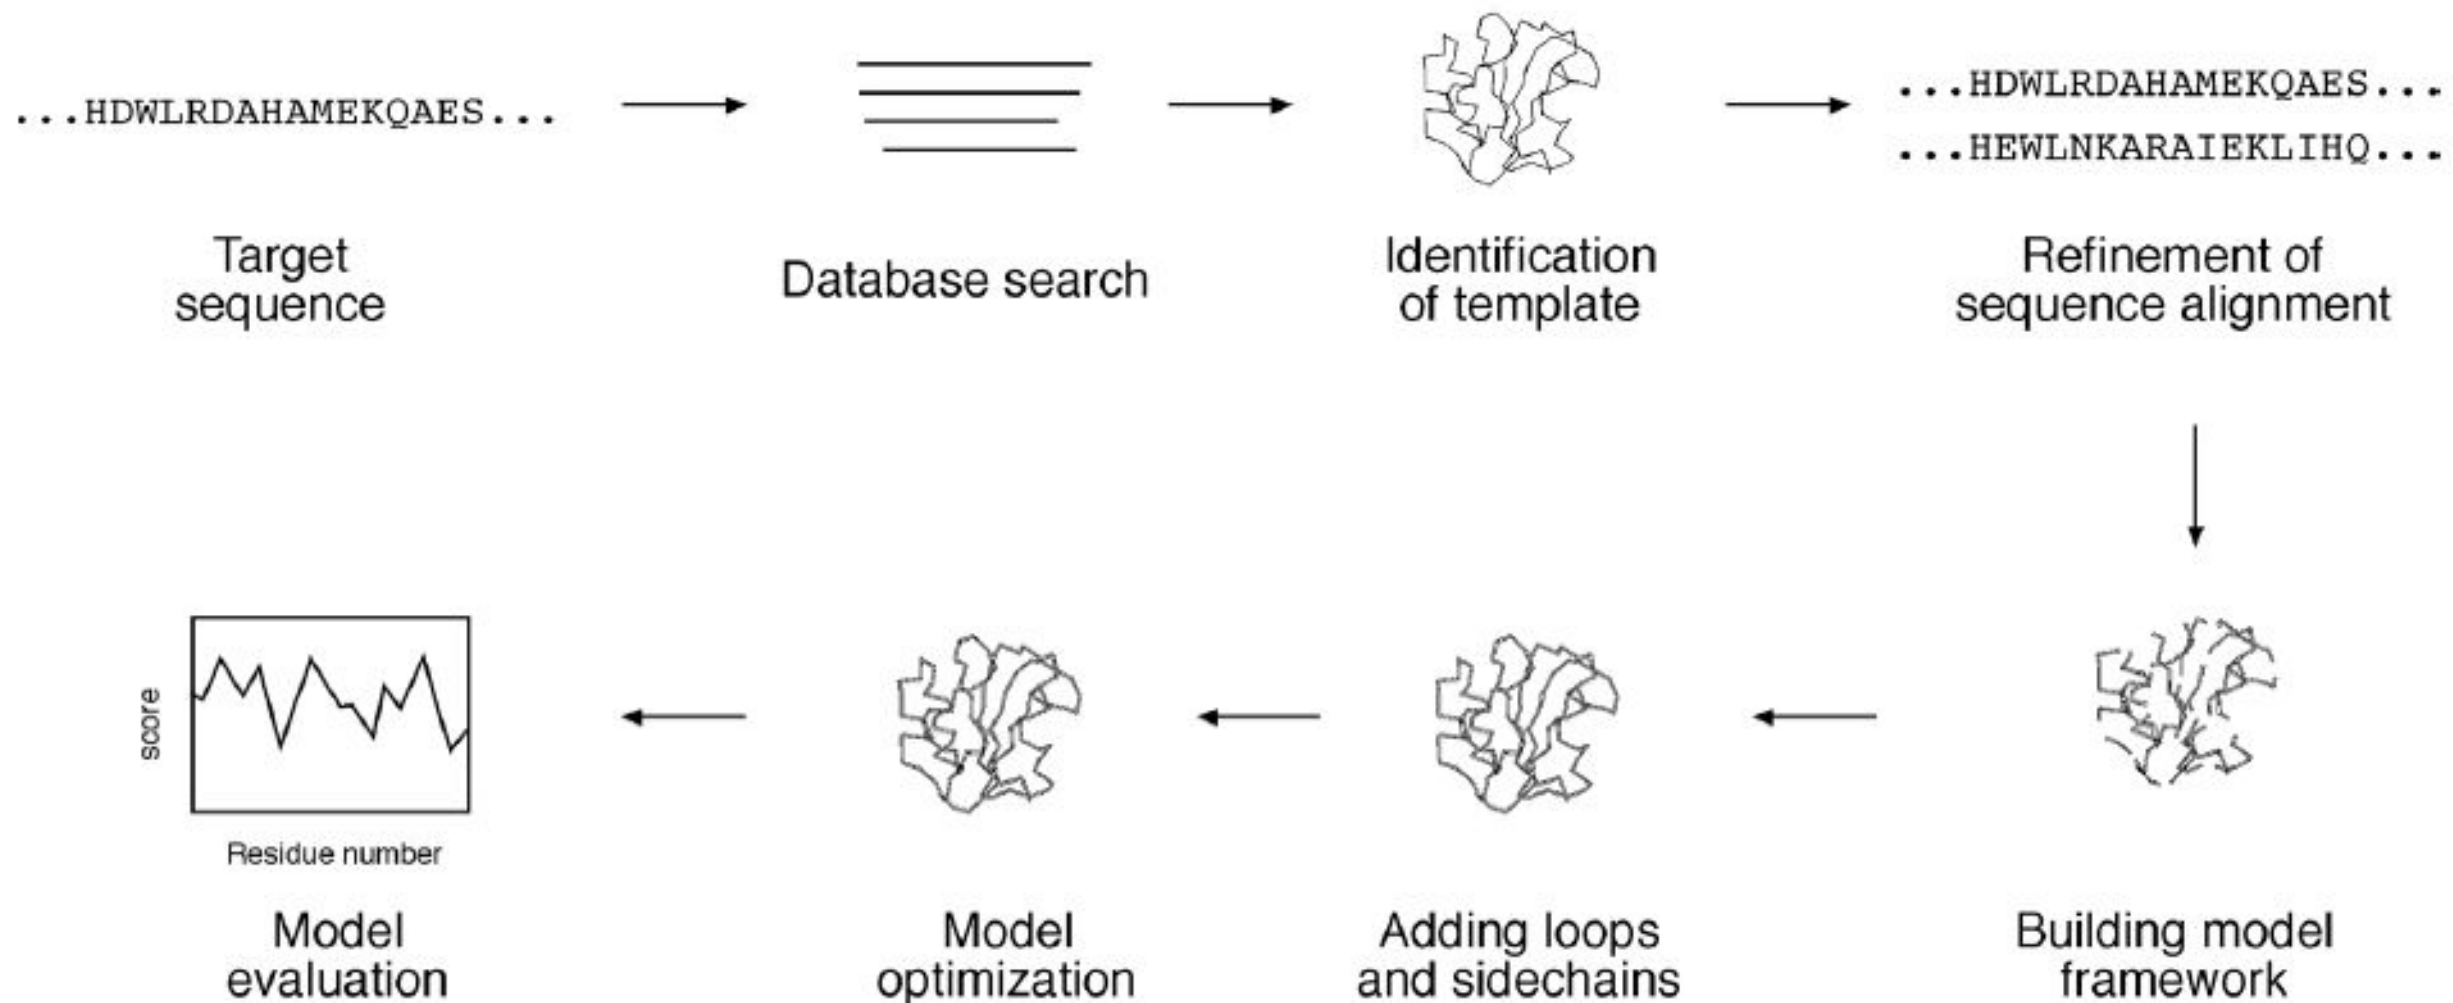 ...HDWLRDAHAMEKQAES...
Target
sequence
Database search
Identification
of template
...HDWLRDAHAMEKQAES...
...HEWLNKARAIEKLIHQ...
Refinement of
sequence alignment
Building model
framework
Adding loops
and sidechains
Model
optimization
score
Residue number
Model
evaluation